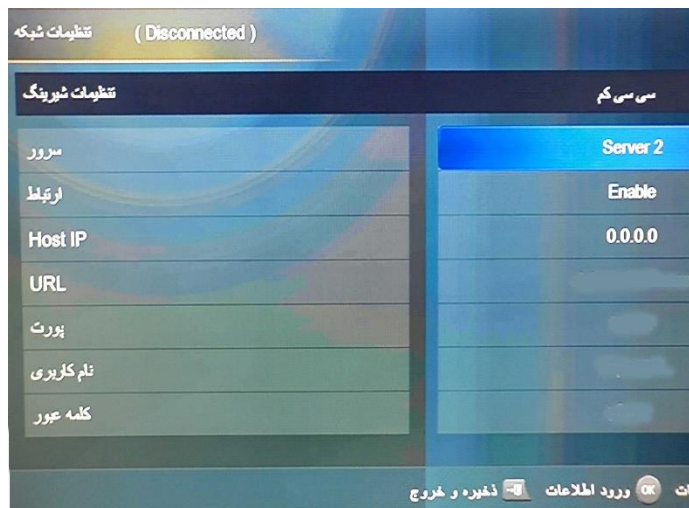 تنظیمات شبکه ( Disconnected )
تنظیمات شیرینگ سی سی کم
سرور Server 2
ارتباط Enable
Host IP 0.0.0.0
URL
پورت
نام کاربری
کلمه عبور
OK ورود اطلاعات ذخیره و خروج